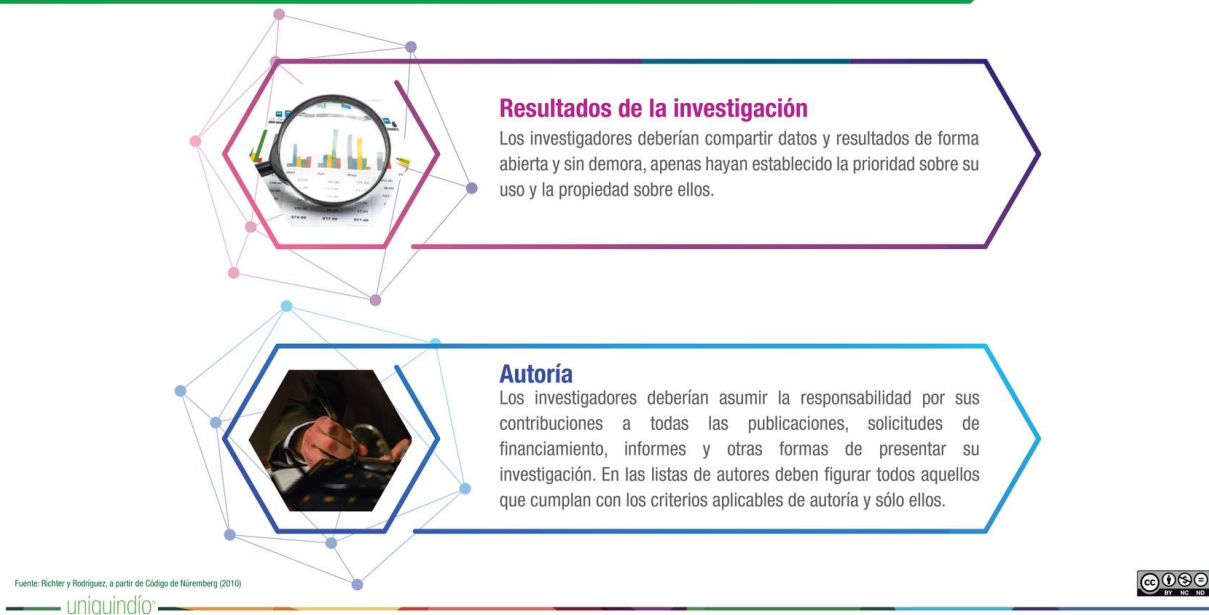 Resultados de la investigación
Los investigadores deberían compartir datos y resultados de forma
abierta y sin demora, apenas hayan establecido la prioridad sobre su
uso y la propiedad sobre ellos.
Autoría
Los investigadores deberían asumir la responsabilidad por sus
contribuciones a todas las publicaciones, solicitudes de
financiamiento, informes y otras formas de presentar su
investigación. En las listas de autores deben figurar todos aquellos
que cumplan con los criterios aplicables de autoría y sólo ellos.
Fuente: Richter y Rodríguez, a partir de Código de Núremberg (2010)
uniquindío
cc
BY NC ND